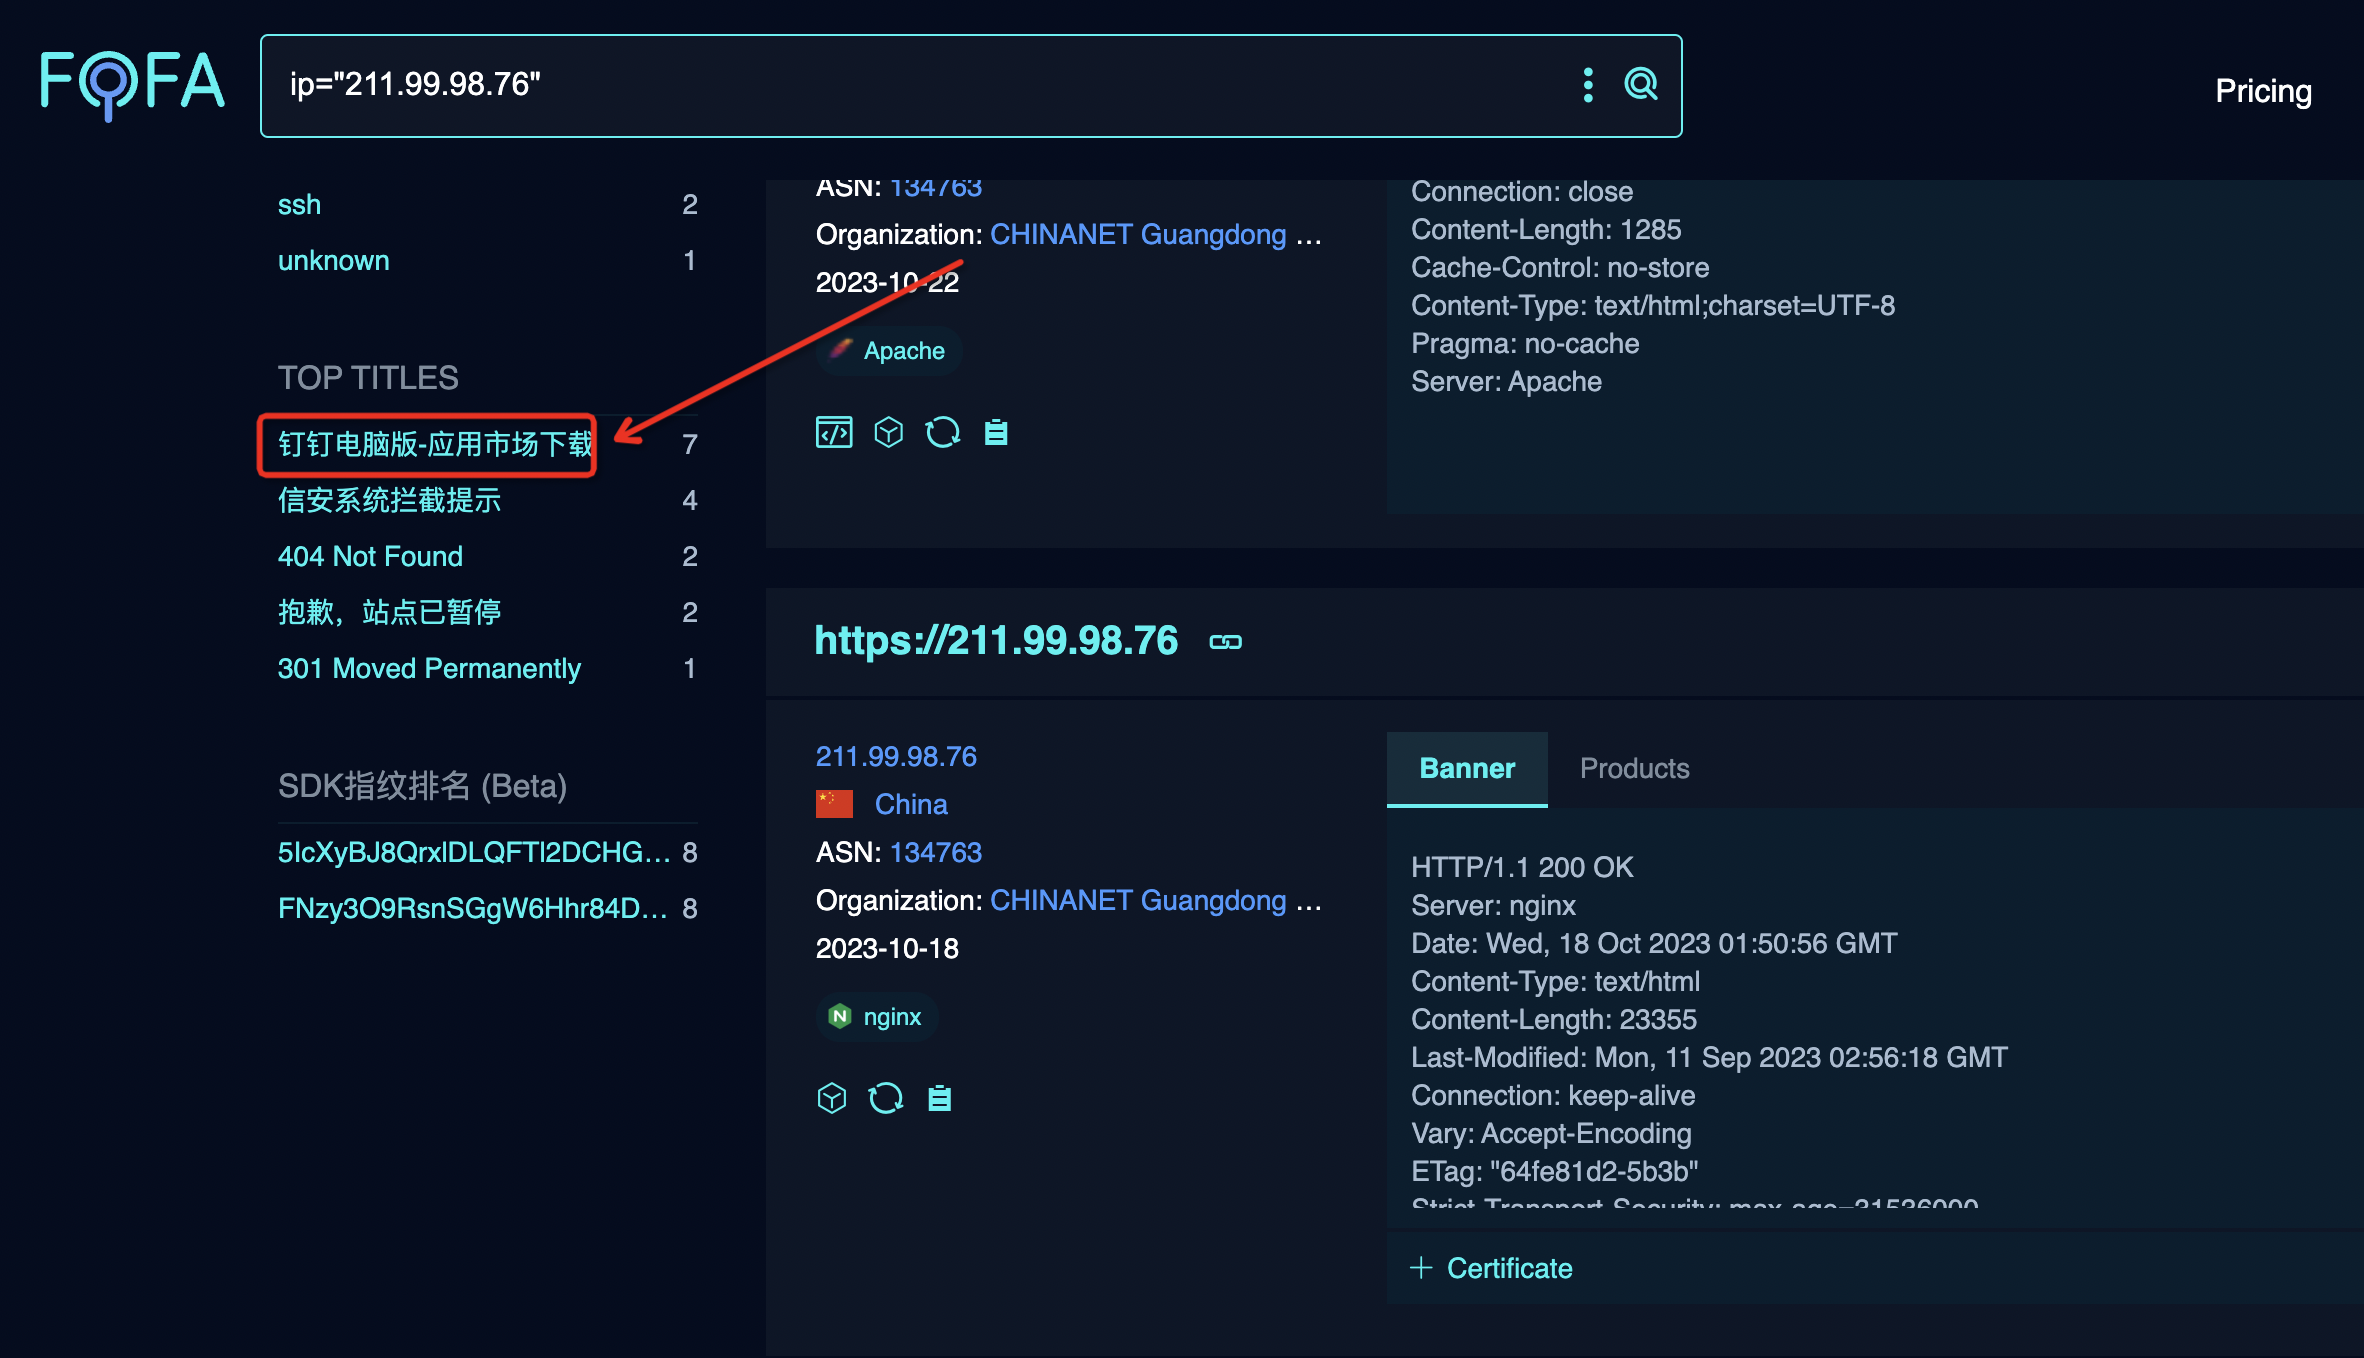 FOFA
ip="211.99.98.76"
Pricing
ssh 2
unknown 1
TOP TITLES
钉钉电脑版-应用市场下载 7
信安系统拦截提示 4
404 Not Found 2
抱歉，站点已暂停 2
301 Moved Permanently 1
SDK指纹排名 (Beta)
5IcXyBJ8QrxIDLQFTI2DCHG... 8
FNzy3O9RsnSGgW6Hhr84D... 8
ASN: 134763
Organization: CHINANET Guangdong ...
2023-10-22
Apache
Connection: close
Content-Length: 1285
Cache-Control: no-store
Content-Type: text/html;charset=UTF-8
Pragma: no-cache
Server: Apache
https://211.99.98.76
211.99.98.76
China
ASN: 134763
Organization: CHINANET Guangdong ...
2023-10-18
nginx
Banner Products
HTTP/1.1 200 OK
Server: nginx
Date: Wed, 18 Oct 2023 01:50:56 GMT
Content-Type: text/html
Content-Length: 23355
Last-Modified: Mon, 11 Sep 2023 02:56:18 GMT
Connection: keep-alive
Vary: Accept-Encoding
ETag: "64fe81d2-5b3b"
Strict-Transport-Security: max-age=31536000
+ Certificate